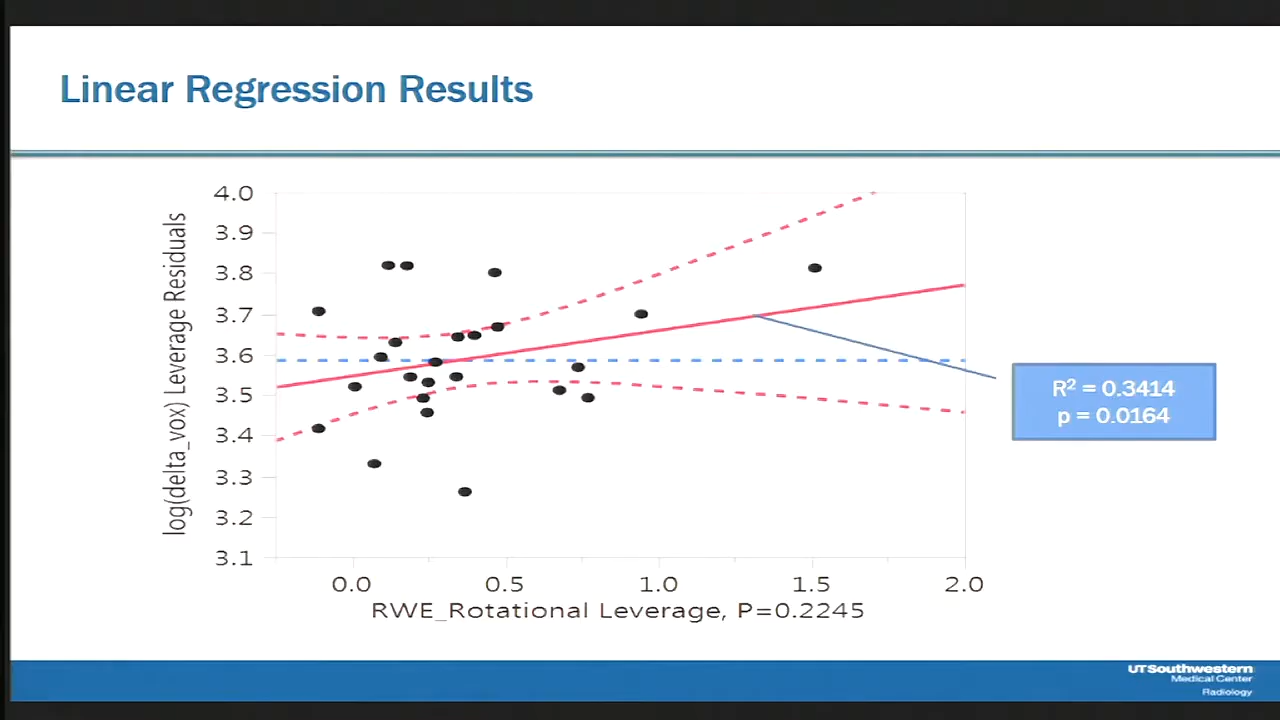 Linear Regression Results
log(delta_vox) Leverage Residuals
4.0
3.9
3.8
3.7
3.6
3.5
3.4
3.3
3.2
3.1
0.0 0.5 1.0 1.5 2.0
RWE_Rotational Leverage, P=0.2245
R² = 0.3414
p = 0.0164
UTSouthwestern
Medical Center
Radiology